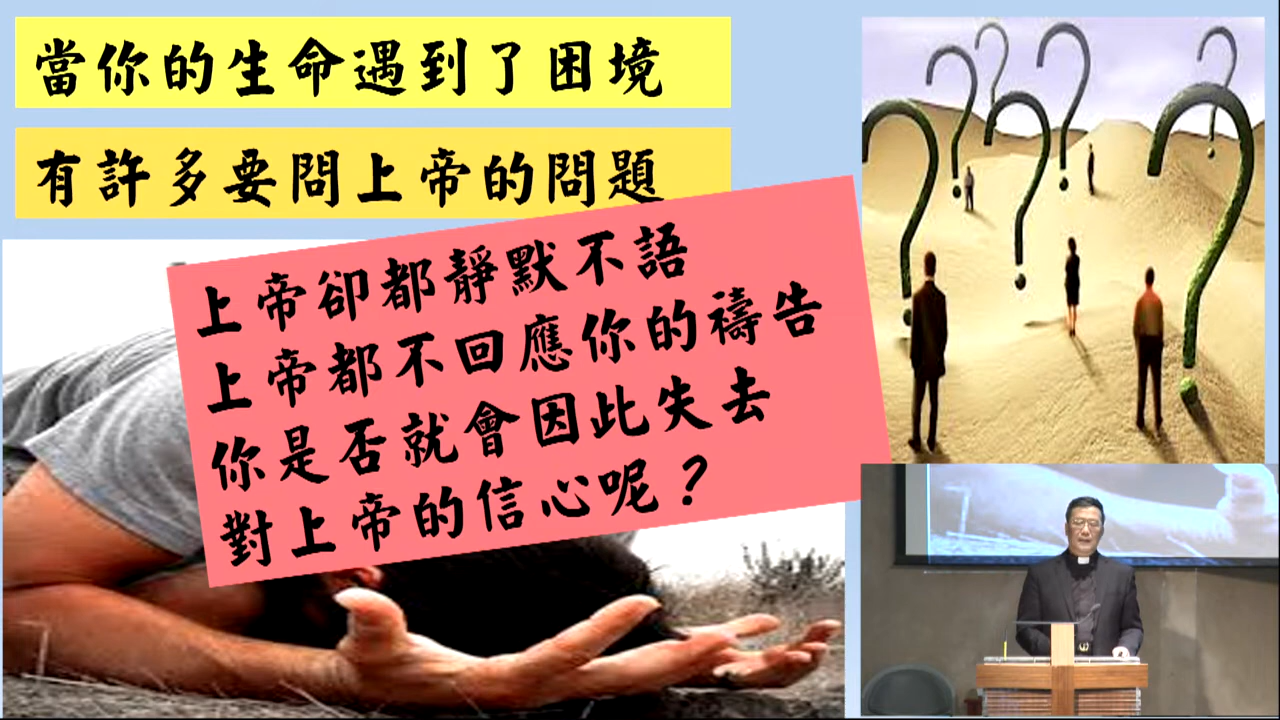 當你的生命遇到了困境
有許多要問上帝的問題
上帝卻都靜默不語
上帝都不回應你的禱告
你是否就會因此失去
對上帝的信心呢？